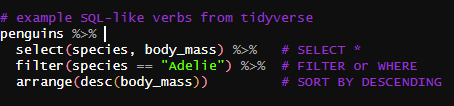 # example SQL-like verbs from tidyverse
penguins %>%
  select(species, body_mass) %>%   # SELECT *
  filter(species == "Adelie") %>%  # FILTER or WHERE
  arrange(desc(body_mass))         # SORT BY DESCENDING